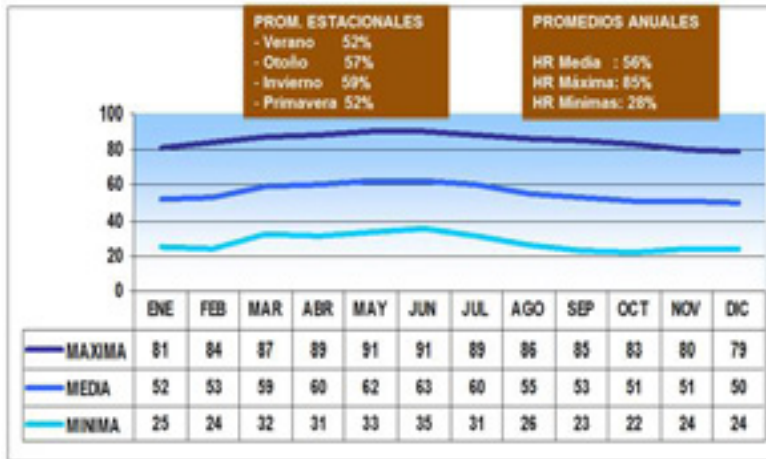 PROM. ESTACIONALES
- Verano 52%
- Otoño 57%
- Invierno 59%
- Primavera 52%
PROMEDIOS ANUALES
HR Media : 56%
HR Máxima: 85%
HR Minimas: 28%
100
80
60
40
20
0
ENE FEB MAR ABR MAY JUN JUL AGO SEP OCT NOV DIC
MAXIMA 81 84 87 89 91 91 89 86 85 83 80 79
MEDIA 52 53 59 60 62 63 60 55 53 51 51 50
MINIMA 25 24 32 31 33 35 31 26 23 22 24 24